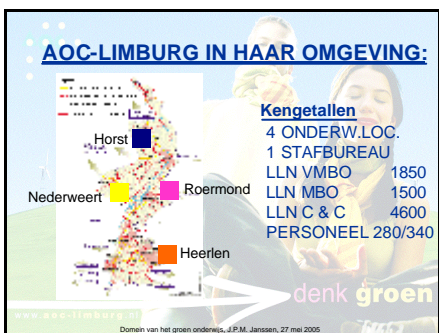 AOC-LIMBURG IN HAAR OMGEVING:
Kengetallen
4 ONDERW.LOC.
1 STAFBUREAU
LLN VMBO 1850
LLN MBO 1500
LLN C & C 4600
PERSONEEL 280/340
Horst
Nederweert
Roermond
Heerlen
denk groen
www.aoc-limburg.nl
Domein van het groen onderwijs, J.P.M. Janssen, 27 mei 2005